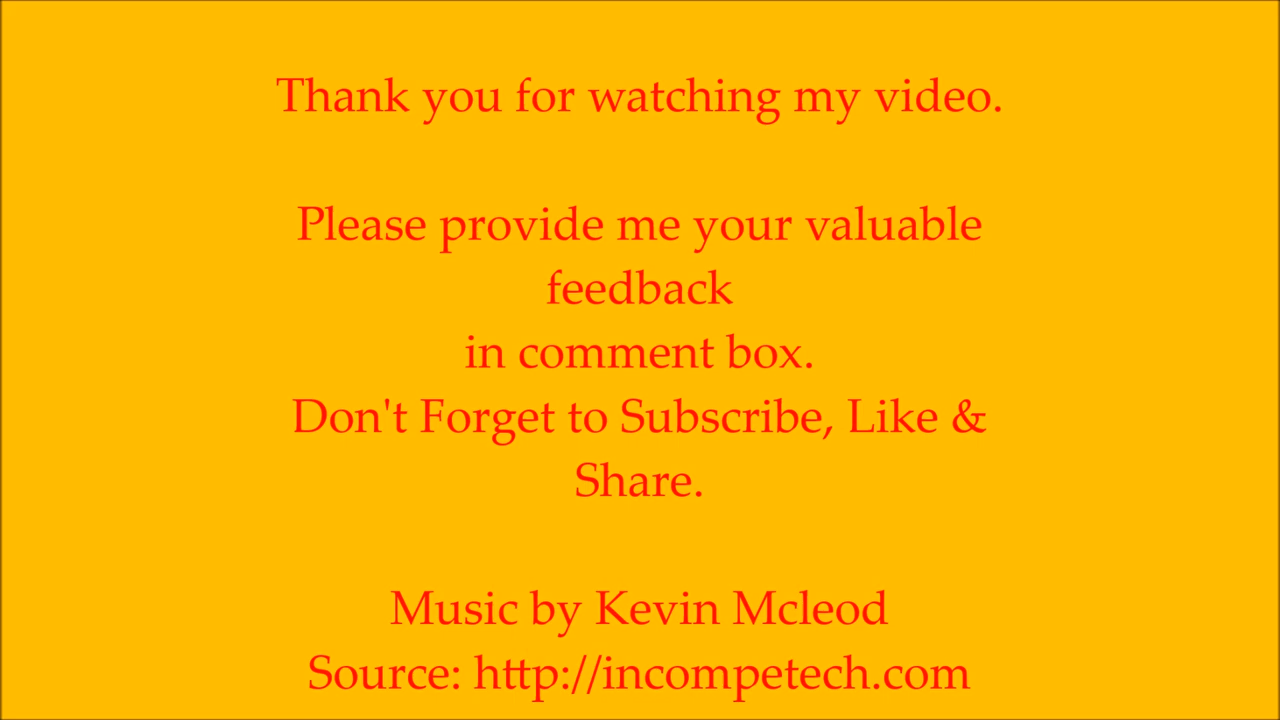 Thank you for watching my video.
Please provide me your valuable
feedback
in comment box.
Don't Forget to Subscribe, Like &
Share.
Music by Kevin Mcleod
Source: http://incompetech.com